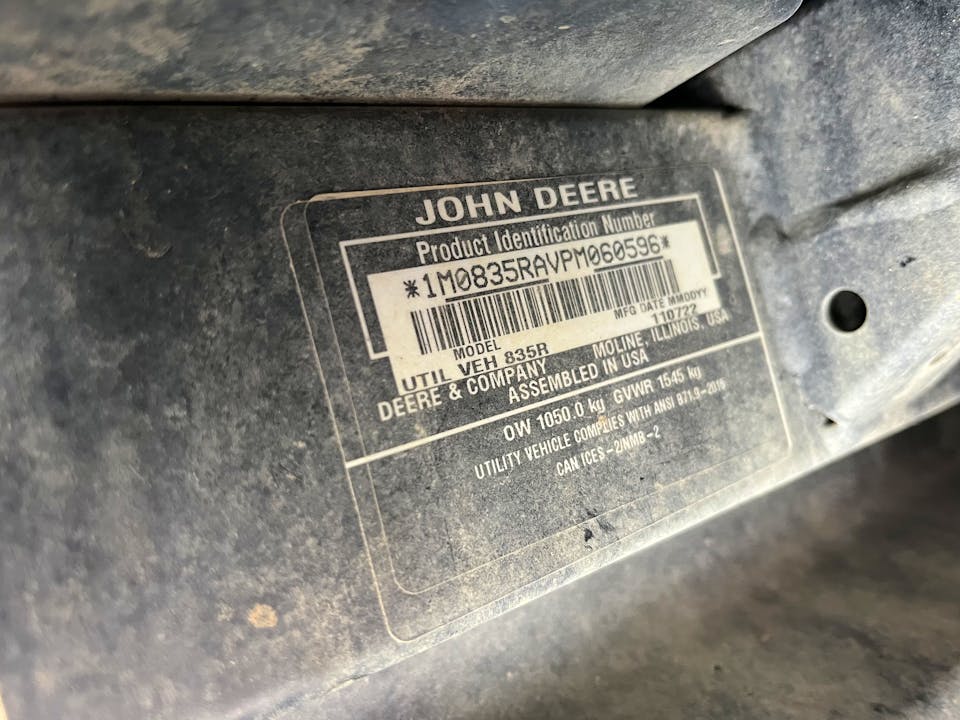 JOHN DEERE
Product Identification Number
*1M0835RAVPM060596*
MODEL MFG DATE MMDDYY
UTIL VEH 835R 110722
DEERE & COMPANY MOLINE, ILLINOIS, USA
ASSEMBLED IN USA
OW 1050.0 kg GVWR 1545 kg
UTILITY VEHICLE COMPLIES WITH ANSI B71.9-2016
CAN ICES-2/NMB-2